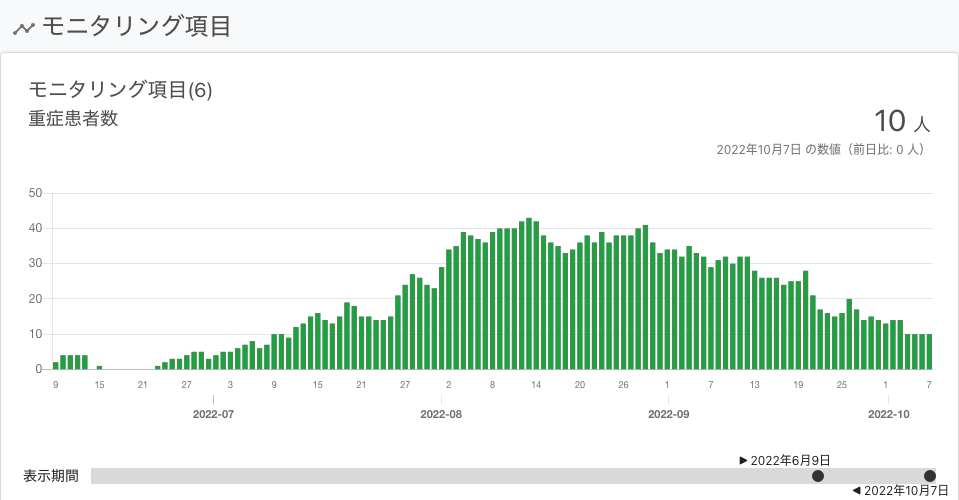 モニタリング項目
モニタリング項目(6)
重症患者数
10 人
2022年10月7日 の数値（前日比: 0 人）
50
40
30
20
10
0
9 15 21 27 3 9 15 21 27 2 8 14 20 26 1 7 13 19 25 1 7
2022-07 2022-08 2022-09 2022-10
▶ 2022年6月9日
表示期間
◀ 2022年10月7日